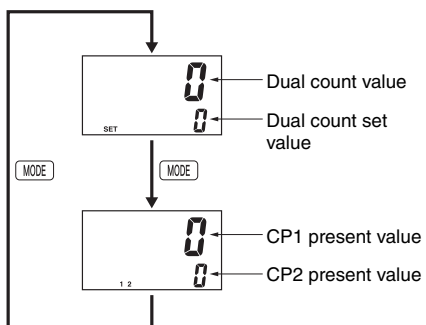 0
Dual count value
SET
0
Dual count set
value
MODE
MODE
0
CP1 present value
1 2
0
CP2 present value